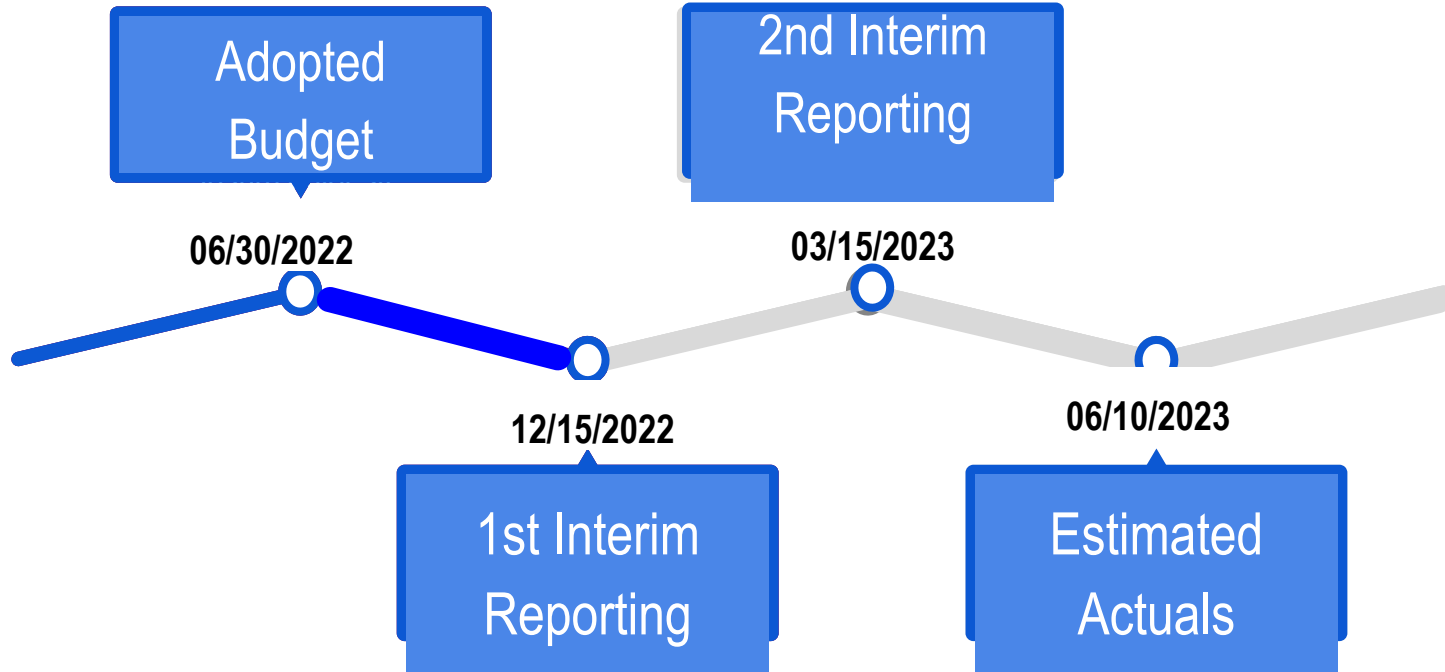 Adopted
Budget
06/30/2022
12/15/2022
1st Interim
Reporting
2nd Interim
Reporting
03/15/2023
06/10/2023
Estimated
Actuals